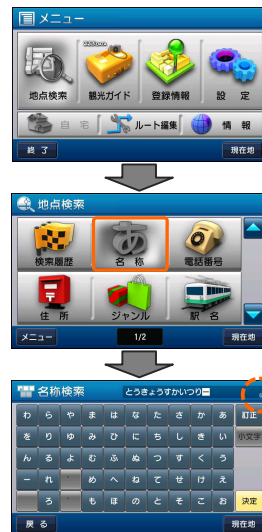 メニュー
地点検索 観光ガイド 登録情報 設 定
自 宅 ルート編集 情 報
終 了 現在地
地点検索
あ
検索履歴 名 称 電話番号
住 所 ジャンル 駅 名
メニュー 1/2 現在地
名称検索 とうきょうすかいつり
わ ら や ま は な た さ か あ 訂正
を り ゆ み ひ に ち し き い 小文字
ん る よ む ふ ぬ つ す く う
ー れ ゛ め へ ね て せ け え
ろ ゜ も ほ の と そ こ お 決定
戻 る 現在地